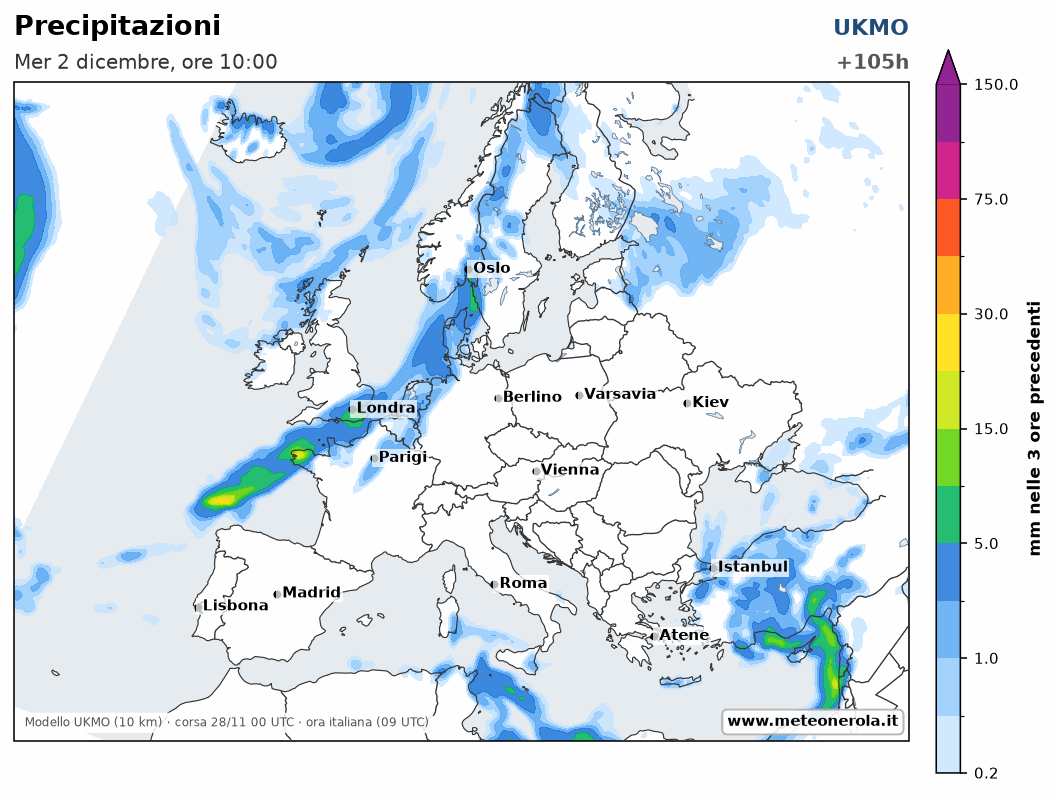 Precipitazioni
UKMO
Mer 2 dicembre, ore 10:00
+105h
150.0
75.0
30.0
15.0
5.0
1.0
0.2
mm nelle 3 ore precedenti
Oslo
Londra
Berlino
Varsavia
Kiev
Parigi
Vienna
Istanbul
Roma
Madrid
Lisbona
Atene
Modello UKMO (10 km) · corsa 28/11 00 UTC · ora italiana (09 UTC)
www.meteonerola.it